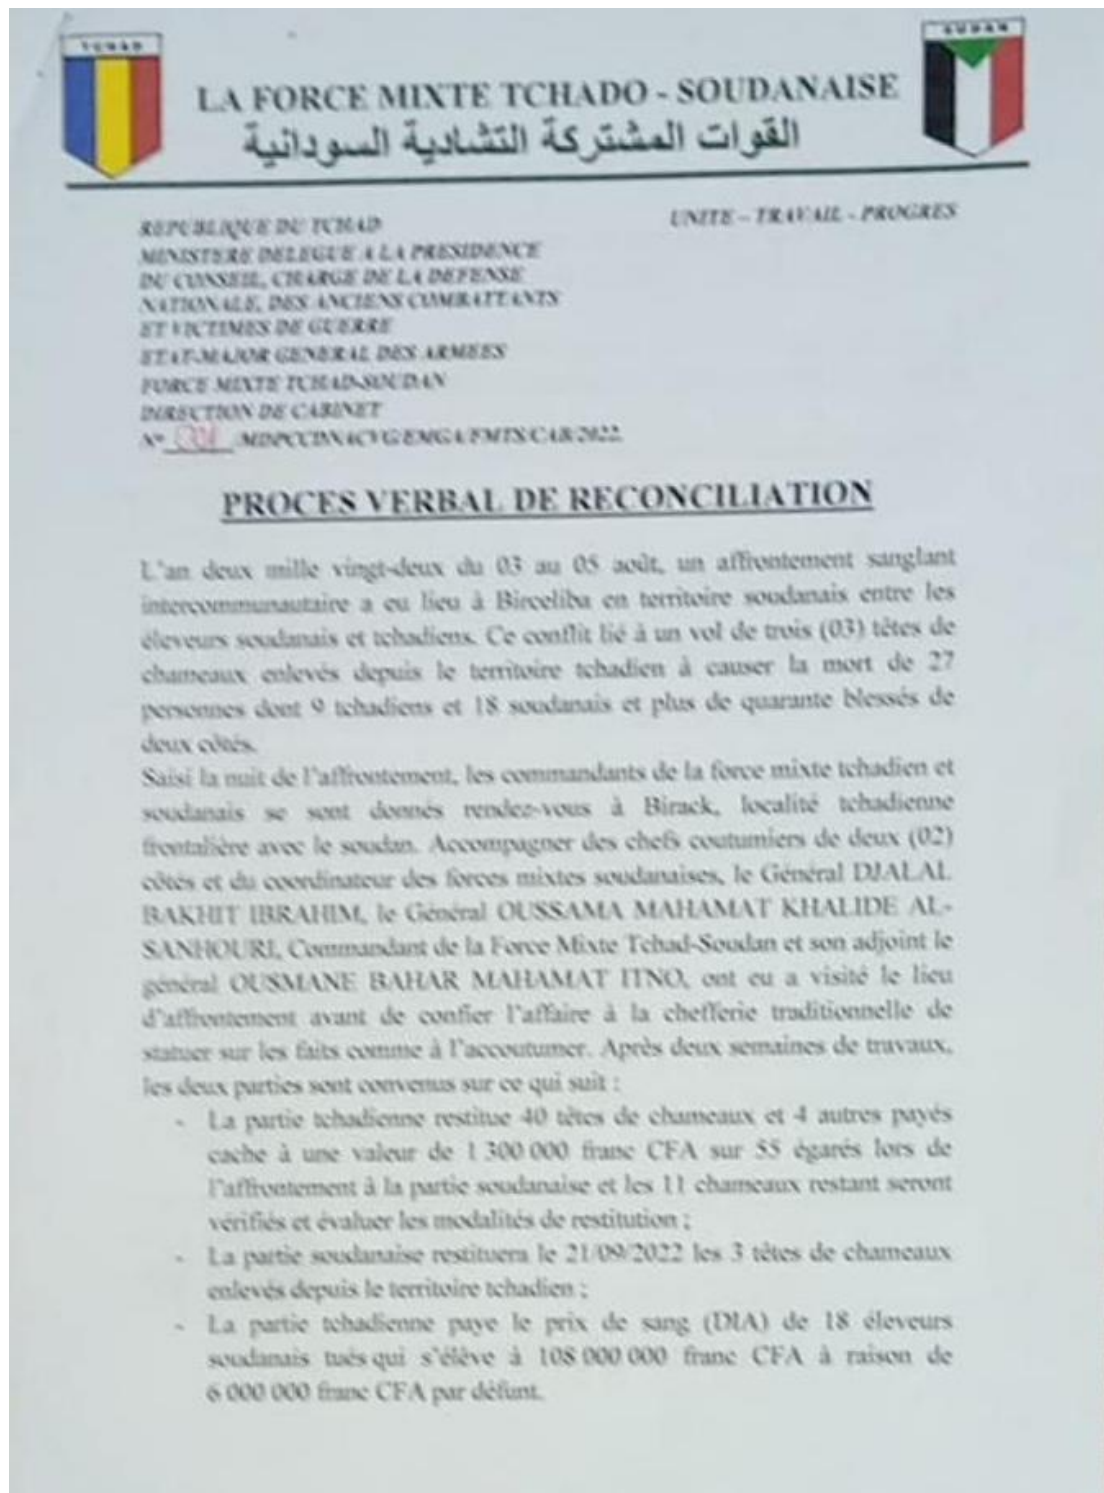 TCHAD
SUDAN
LA FORCE MIXTE TCHADO - SOUDANAISE
القوات المشتركة التشادية السودانية
REPUBLIQUE DU TCHAD
UNITE – TRAVAIL - PROGRES
MINISTERE DELEGUE A LA PRESIDENCE
DU CONSEIL, CHARGE DE LA DEFENSE
NATIONALE, DES ANCIENS COMBATTANTS
ET VICTIMES DE GUERRE
ETAT-MAJOR GENERAL DES ARMEES
FORCE MIXTE TCHAD-SOUDAN
DIRECTION DE CABINET
N° /MDPCCDNACVG/EMGA/FMTS/CAB/2022
PROCES VERBAL DE RECONCILIATION
L'an deux mille vingt-deux du 03 au 05 août, un affrontement sanglant
intercommunautaire a eu lieu à Birceliba en territoire soudanais entre les
éleveurs soudanais et tchadiens. Ce conflit lié à un vol de trois (03) têtes de
chameaux enlevés depuis le territoire tchadien à causer la mort de 27
personnes dont 9 tchadiens et 18 soudanais et plus de quarante blessés de
deux côtés.
Saisi la nuit de l'affrontement, les commandants de la force mixte tchadien et
soudanais se sont donnés rendez-vous à Birack, localité tchadienne
frontalière avec le soudan. Accompagner des chefs coutumiers de deux (02)
côtés et du coordinateur des forces mixtes soudanaises, le Général DJALAL
BAKHIT IBRAHIM, le Général OUSSAMA MAHAMAT KHALIDE AL-
SANHOURI, Commandant de la Force Mixte Tchad-Soudan et son adjoint le
général OUSMANE BAHAR MAHAMAT ITNO, ont eu a visité le lieu
d'affrontement avant de confier l'affaire à la chefferie traditionnelle de
statuer sur les faits comme à l'accoutumer. Après deux semaines de travaux,
les deux parties sont convenus sur ce qui suit :
- La partie tchadienne restitue 40 têtes de chameaux et 4 autres payés
cache à une valeur de 1 300 000 franc CFA sur 55 égarés lors de
l'affrontement à la partie soudanaise et les 11 chameaux restant seront
vérifiés et évaluer les modalités de restitution ;
- La partie soudanaise restituera le 21/09/2022 les 3 têtes de chameaux
enlevés depuis le territoire tchadien ;
- La partie tchadienne paye le prix de sang (DIA) de 18 éleveurs
soudanais tués qui s'élève à 108 000 000 franc CFA à raison de
6 000 000 franc CFA par défunt.